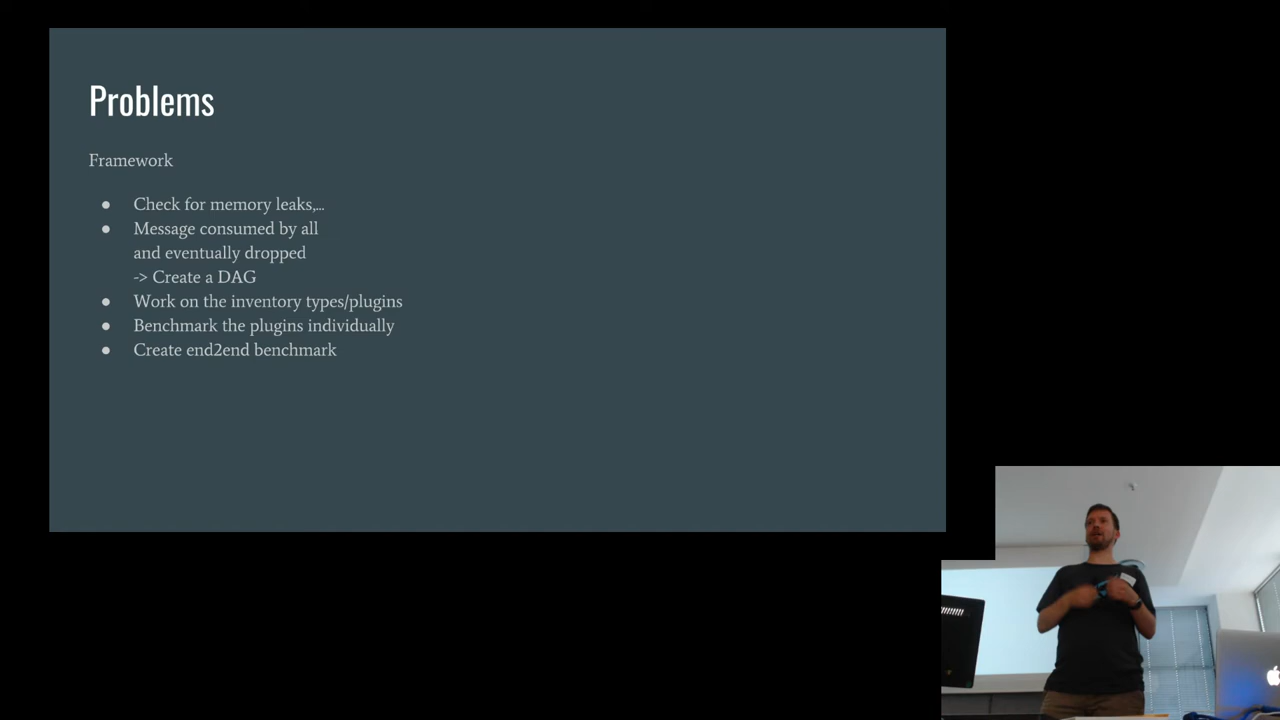 Problems
Framework
● Check for memory leaks,...
● Message consumed by all
and eventually dropped
-> Create a DAG
● Work on the inventory types/plugins
● Benchmark the plugins individually
● Create end2end benchmark